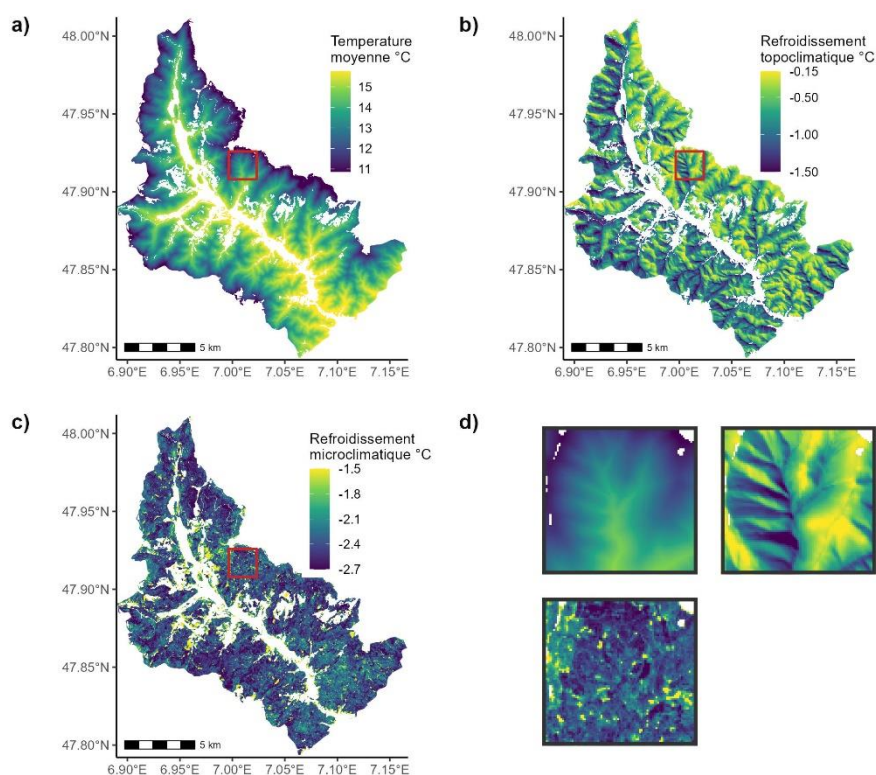 a)
48.00°N
47.95°N
47.90°N
47.85°N
47.80°N
6.90°E 6.95°E 7.00°E 7.05°E 7.10°E 7.15°E
Temperature
moyenne °C
15
14
13
12
11
5 km
b)
48.00°N
47.95°N
47.90°N
47.85°N
47.80°N
6.90°E 6.95°E 7.00°E 7.05°E 7.10°E 7.15°E
Refroidissement
topoclimatique °C
-0.15
-0.50
-1.00
-1.50
5 km
c)
48.00°N
47.95°N
47.90°N
47.85°N
47.80°N
6.90°E 6.95°E 7.00°E 7.05°E 7.10°E 7.15°E
Refroidissement
microclimatique °C
-1.5
-1.8
-2.1
-2.4
-2.7
5 km
d)